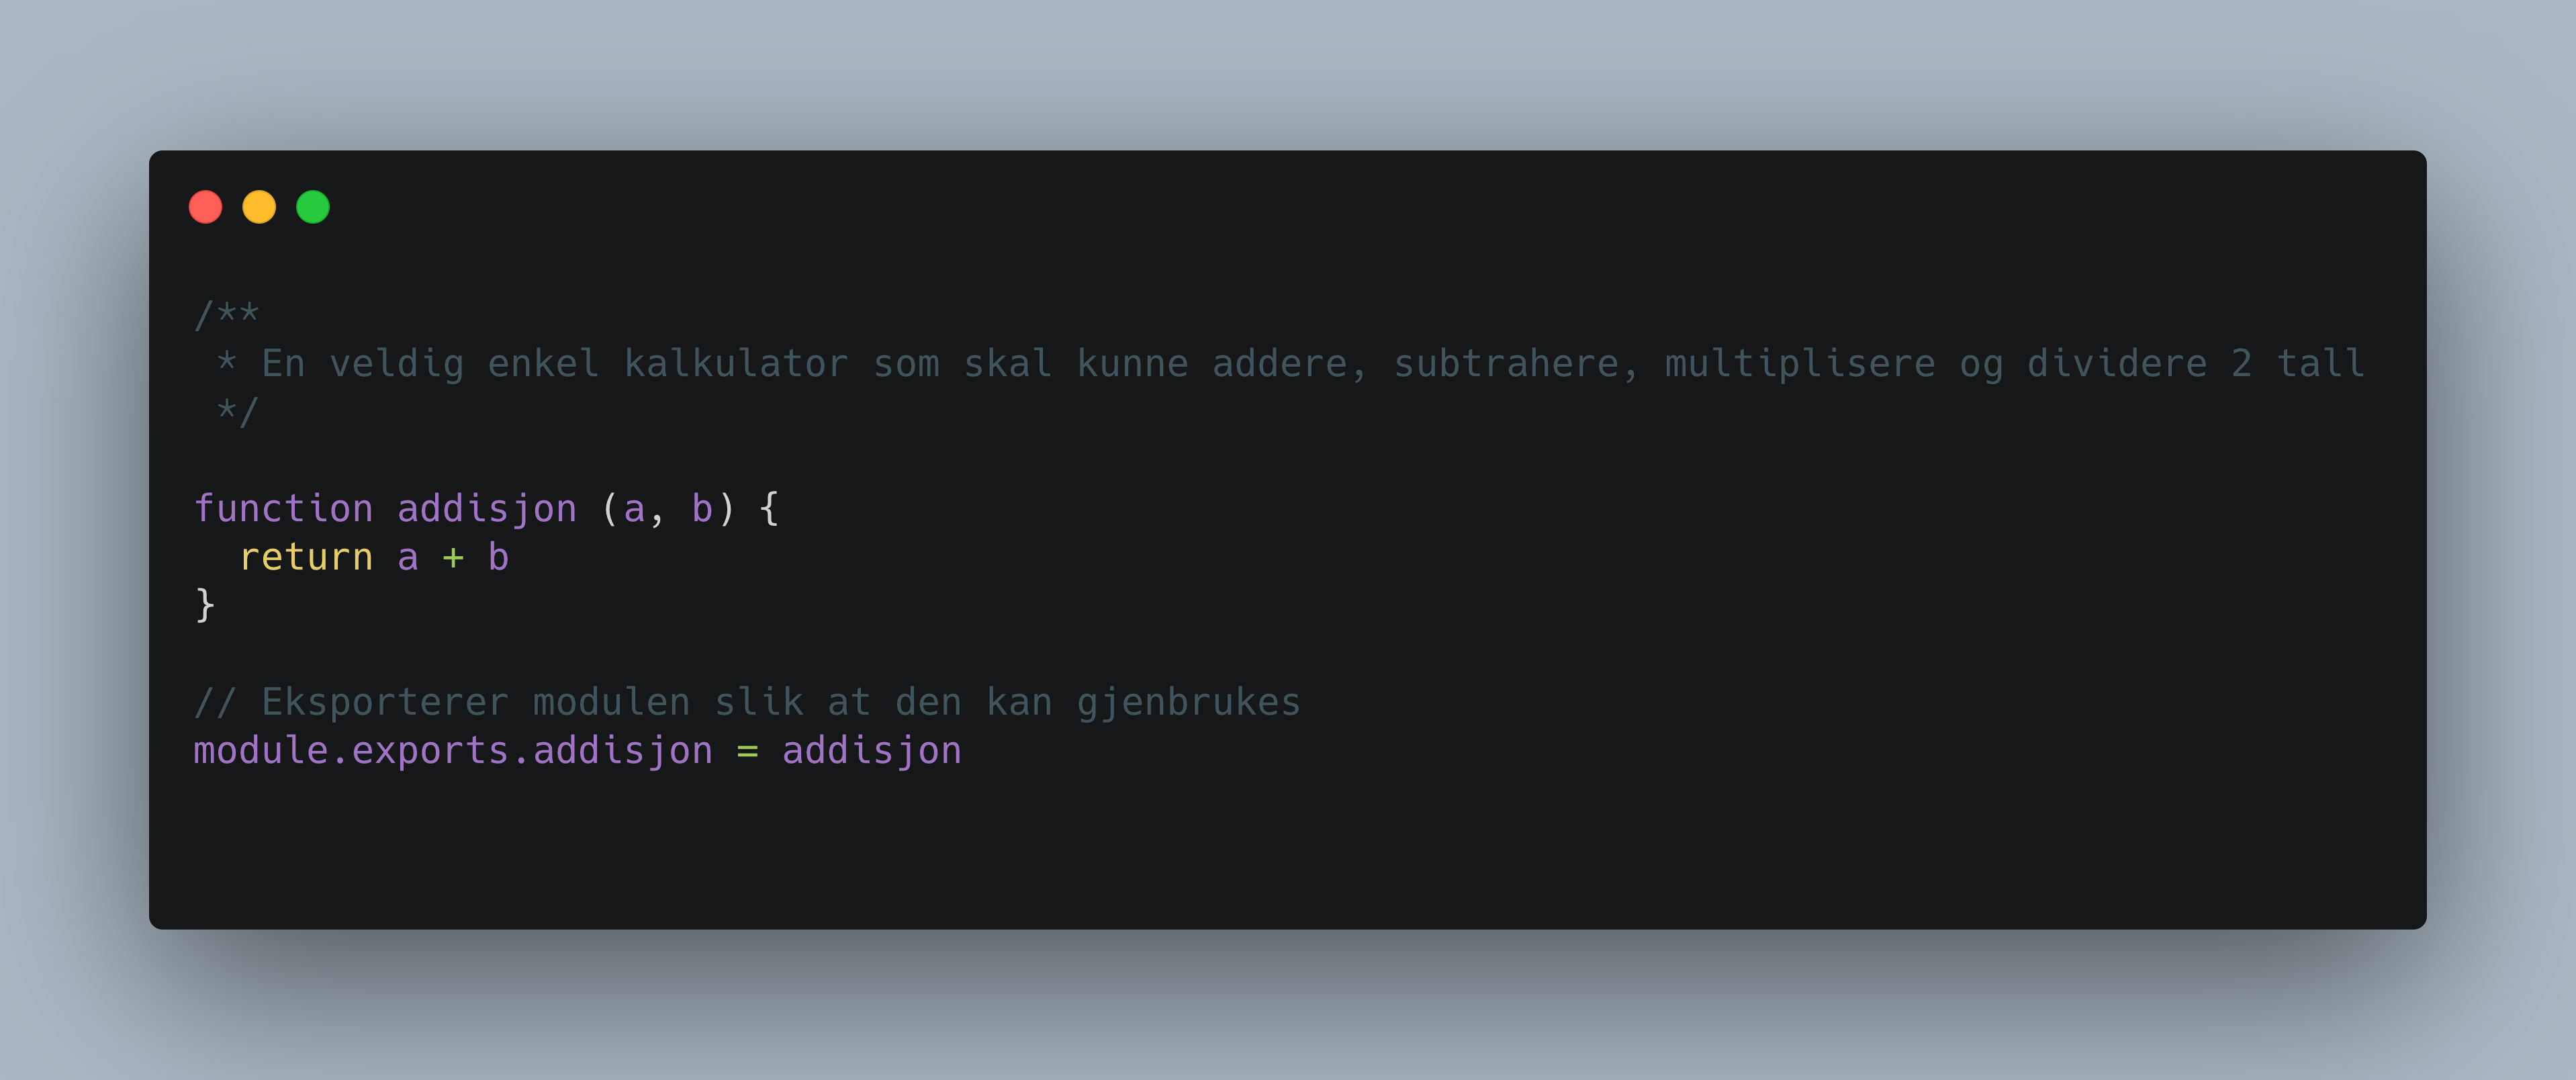 /**
 * En veldig enkel kalkulator som skal kunne addere, subtrahere, multiplisere og dividere 2 tall
 */
function addisjon (a, b) {
  return a + b
}
// Eksporterer modulen slik at den kan gjenbrukes
module.exports.addisjon = addisjon